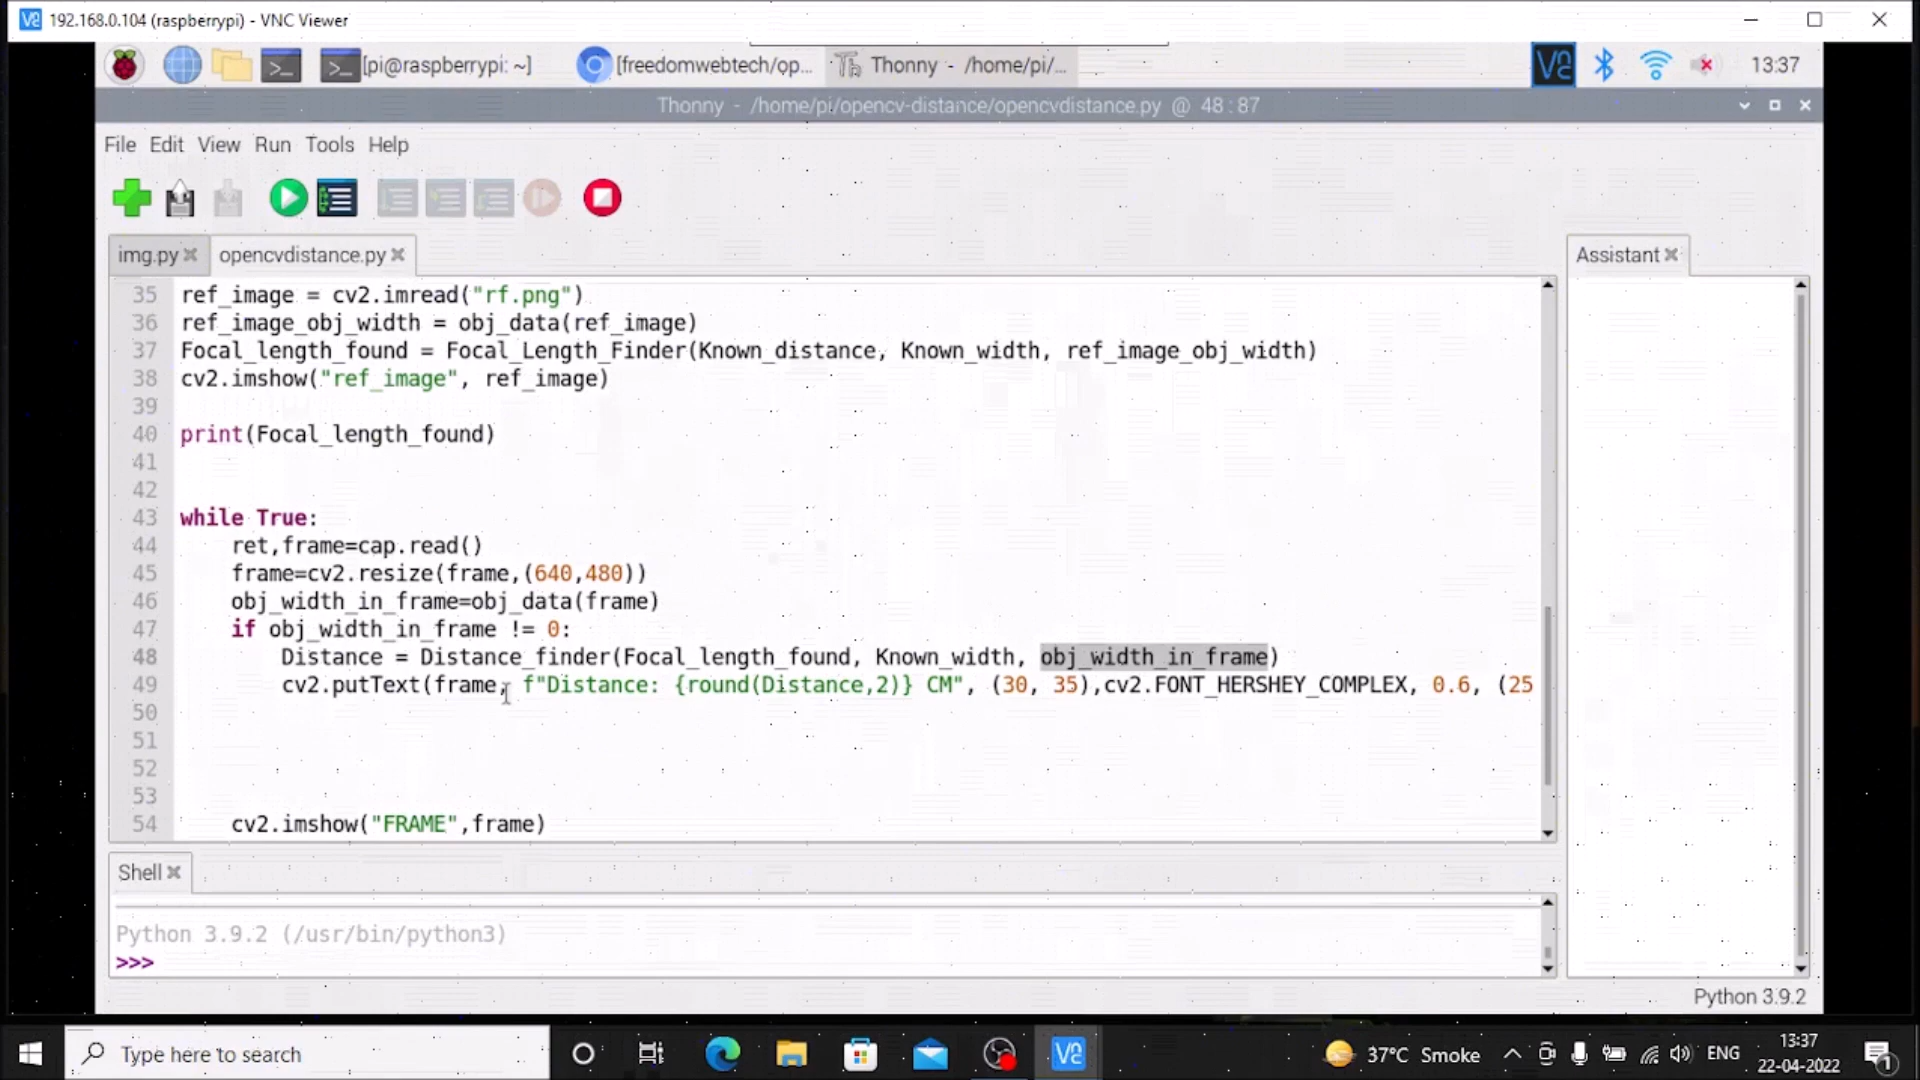 192.168.0.104 (raspberrypi) - VNC Viewer
[pi@raspberrypi: ~]
[freedomwebtech/op...
Thonny - /home/pi/...
13:37
Thonny - /home/pi/opencv-distance/opencvdistance.py @ 48:87
File Edit View Run Tools Help
img.py
opencvdistance.py
Assistant
35 ref_image = cv2.imread("rf.png")
36 ref_image_obj_width = obj_data(ref_image)
37 Focal_length_found = Focal_Length_Finder(Known_distance, Known_width, ref_image_obj_width)
38 cv2.imshow("ref_image", ref_image)
39
40 print(Focal_length_found)
41
42
43 while True:
44     ret,frame=cap.read()
45     frame=cv2.resize(frame,(640,480))
46     obj_width_in_frame=obj_data(frame)
47     if obj_width_in_frame != 0:
48         Distance = Distance_finder(Focal_length_found, Known_width, obj_width_in_frame)
49         cv2.putText(frame, f"Distance: {round(Distance,2)} CM", (30, 35),cv2.FONT_HERSHEY_COMPLEX, 0.6, (25
50
51
52
53
54     cv2.imshow("FRAME",frame)
Shell
Python 3.9.2 (/usr/bin/python3)
>>>
Python 3.9.2
Type here to search
37°C Smoke
ENG
13:37
22-04-2022
1